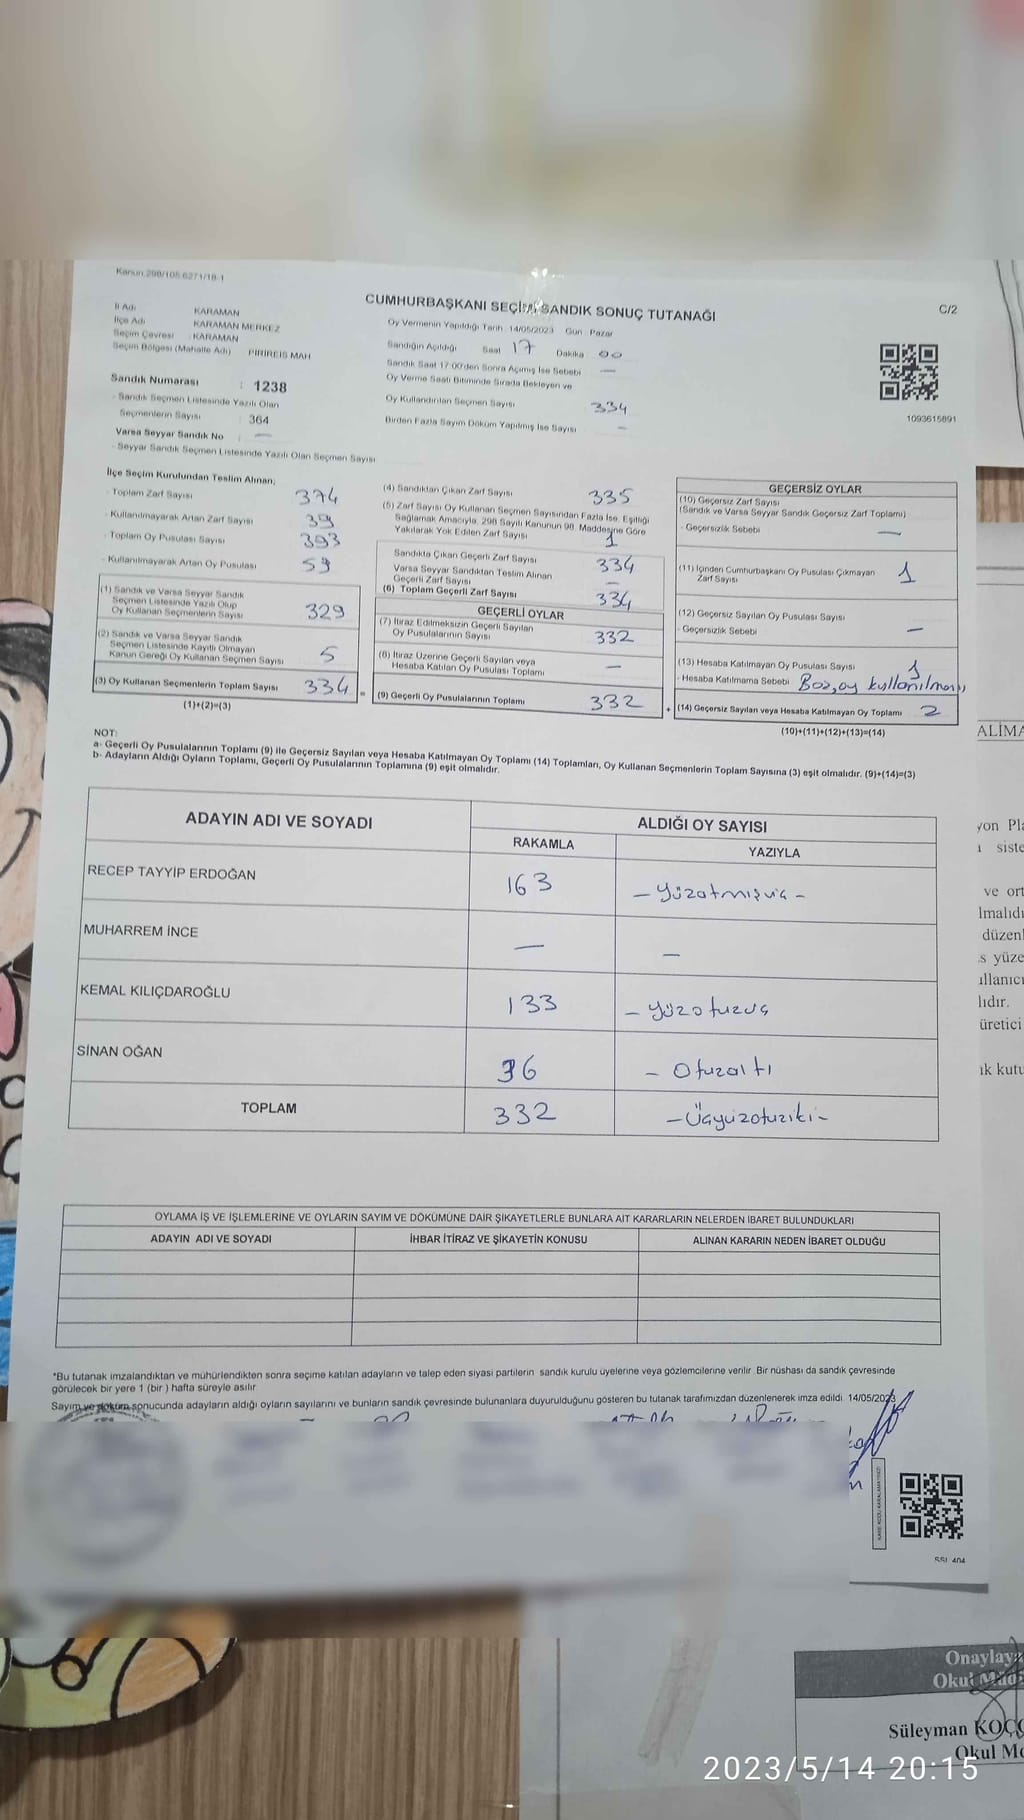 Kanun:298/105 6271/18-1
CUMHURBAŞKANI SEÇİMİ SANDIK SONUÇ TUTANAĞI
C/2
İl Adı KARAMAN
İlçe Adı KARAMAN MERKEZ
Seçim Çevresi : KARAMAN
Seçim Bölgesi (Mahalle Adı) PİRİREİS MAH
Sandık Numarası : 1238
- Sandık Seçmen Listesinde Yazılı Olan
Seçmenlerin Sayısı : 364
Varsa Seyyar Sandık No : —
- Seyyar Sandık Seçmen Listesinde Yazılı Olan Seçmen Sayısı
Oy Vermenin Yapıldığı Tarih :14/05/2023 Gün : Pazar
Sandığın Açıldığı Saat 17 Dakika 00
Sandık Saat 17:00'den Sonra Açımış İse Sebebi —
Oy Verme Saati Bitiminde Sırada Bekleyen ve
Oy Kullandırılan Seçmen Sayısı 334
Birden Fazla Sayım Döküm Yapılmış İse Sayısı –
1093615891
İlçe Seçim Kurulundan Teslim Alınan;
- Toplam Zarf Sayısı 374
- Kullanılmayarak Artan Zarf Sayısı 39
- Toplam Oy Pusulası Sayısı 393
- Kullanılmayarak Artan Oy Pusulası 59
(1) Sandık ve Varsa Seyyar Sandık
Seçmen Listesinde Yazılı Olup
Oy Kullanan Seçmenlerin Sayısı 329
(2) Sandık ve Varsa Seyyar Sandık
Seçmen Listesinde Kayıtlı Olmayan
Kanun Gereği Oy Kullanan Seçmen Sayısı 5
(3) Oy Kullanan Seçmenlerin Toplam Sayısı 334 =
(1)+(2)=(3)
(4) Sandıktan Çıkan Zarf Sayısı 335
(5) Zarf Sayısı Oy Kullanan Seçmen Sayısından Fazla İse, Eşitliği
Sağlamak Amacıyla, 298 Sayılı Kanunun 98. Maddesine Göre
Yakılarak Yok Edilen Zarf Sayısı 1
Sandıkta Çıkan Geçerli Zarf Sayısı 334
Varsa Seyyar Sandıktan Teslim Alınan
Geçerli Zarf Sayısı –
(6) Toplam Geçerli Zarf Sayısı 334
GEÇERLİ OYLAR
(7) İtiraz Edilmeksizin Geçerli Sayılan
Oy Pusulalarının Sayısı 332
(8) İtiraz Üzerine Geçerli Sayılan veya
Hesaba Katılan Oy Pusulası Toplamı —
(9) Geçerli Oy Pusulalarının Toplamı 332 +
GEÇERSİZ OYLAR
(10) Geçersiz Zarf Sayısı
(Sandık ve Varsa Seyyar Sandık Geçersiz Zarf Toplamı)
- Geçersizlik Sebebi —
(11) İçinden Cumhurbaşkanı Oy Pusulası Çıkmayan
Zarf Sayısı 1
(12) Geçersiz Sayılan Oy Pusulası Sayısı
- Geçersizlik Sebebi —
(13) Hesaba Katılmayan Oy Pusulası Sayısı 1
- Hesaba Katılmama Sebebi Boş, oy kullanılmamış
(14) Geçersiz Sayılan veya Hesaba Katılmayan Oy Toplamı 2
(10)+(11)+(12)+(13)=(14)
NOT:
a- Geçerli Oy Pusulalarının Toplamı (9) ile Geçersiz Sayılan veya Hesaba Katılmayan Oy Toplamı (14) Toplamları, Oy Kullanan Seçmenlerin Toplam Sayısına (3) eşit olmalıdır. (9)+(14)=(3)
b- Adayların Aldığı Oyların Toplamı, Geçerli Oy Pusulalarının Toplamına (9) eşit olmalıdır.
ADAYIN ADI VE SOYADI ALDIĞI OY SAYISI
RAKAMLA YAZIYLA
RECEP TAYYİP ERDOĞAN 163 – Yüzatmışüç –
MUHARREM İNCE — —
KEMAL KILIÇDAROĞLU 133 – Yüzotuzüç
SİNAN OĞAN 36 – Otuzaltı
TOPLAM 332 – Üçyüzotuziki –
OYLAMA İŞ VE İŞLEMLERİNE VE OYLARIN SAYIM VE DÖKÜMÜNE DAİR ŞİKAYETLERLE BUNLARA AİT KARARLARIN NELERDEN İBARET BULUNDUKLARI
ADAYIN ADI VE SOYADI İHBAR İTİRAZ VE ŞİKAYETİN KONUSU ALINAN KARARIN NEDEN İBARET OLDUĞU
*Bu tutanak imzalandıktan ve mühürlendikten sonra seçime katılan adayların ve talep eden siyasi partilerin sandık kurulu üyelerine veya gözlemcilerine verilir. Bir nüshası da sandık çevresinde
görülecek bir yere 1 (bir ) hafta süreyle asılır.
Sayım ve döküm sonucunda adayların aldığı oyların sayılarını ve bunların sandık çevresinde bulunanlara duyurulduğunu gösteren bu tutanak tarafımızdan düzenlenerek imza edildi. 14/05/2023
KARE KODU KARALAMAYINIZ!
SSI 404
ALİMA
yon Pla
siste
ve ort
lmalıdı
düzenl
s yüze
ullanıcı
lıdır.
üretici
ık kutu
Onaylaya
Okul Müd
Süleyman KOÇ
Okul Mü
2023/5/14 20:15